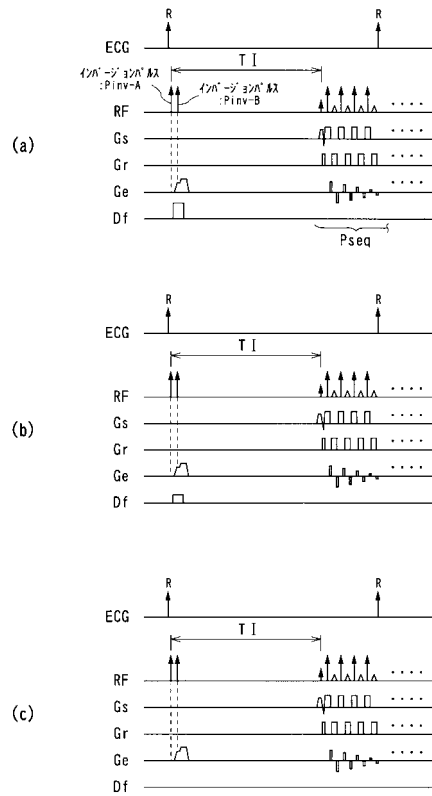 R R
ECG
TI
インバージョンパルス
:Pinv-A
インバージョンパルス
:Pinv-B
RF
(a)
Gs
Gr
Ge
Df
Pseq
R R
ECG
TI
RF
(b)
Gs
Gr
Ge
Df
R R
ECG
TI
RF
(c)
Gs
Gr
Ge
Df